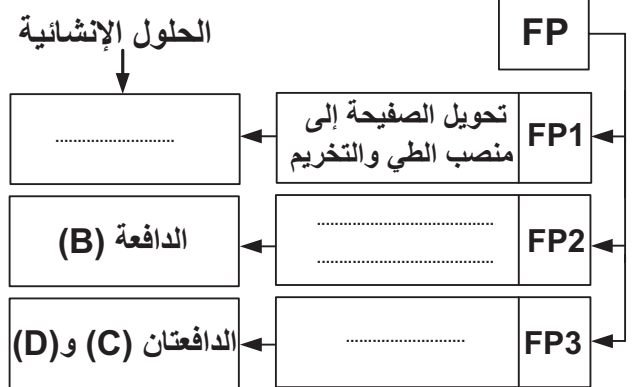 الحلول الإنشائية
FP
تحويل الصفيحة إلى
منصب الطي والتخريم
FP1
...........................
الدافعة (B)
........................................
........................................
FP2
الدافعتان (C) و(D)
...........................
FP3